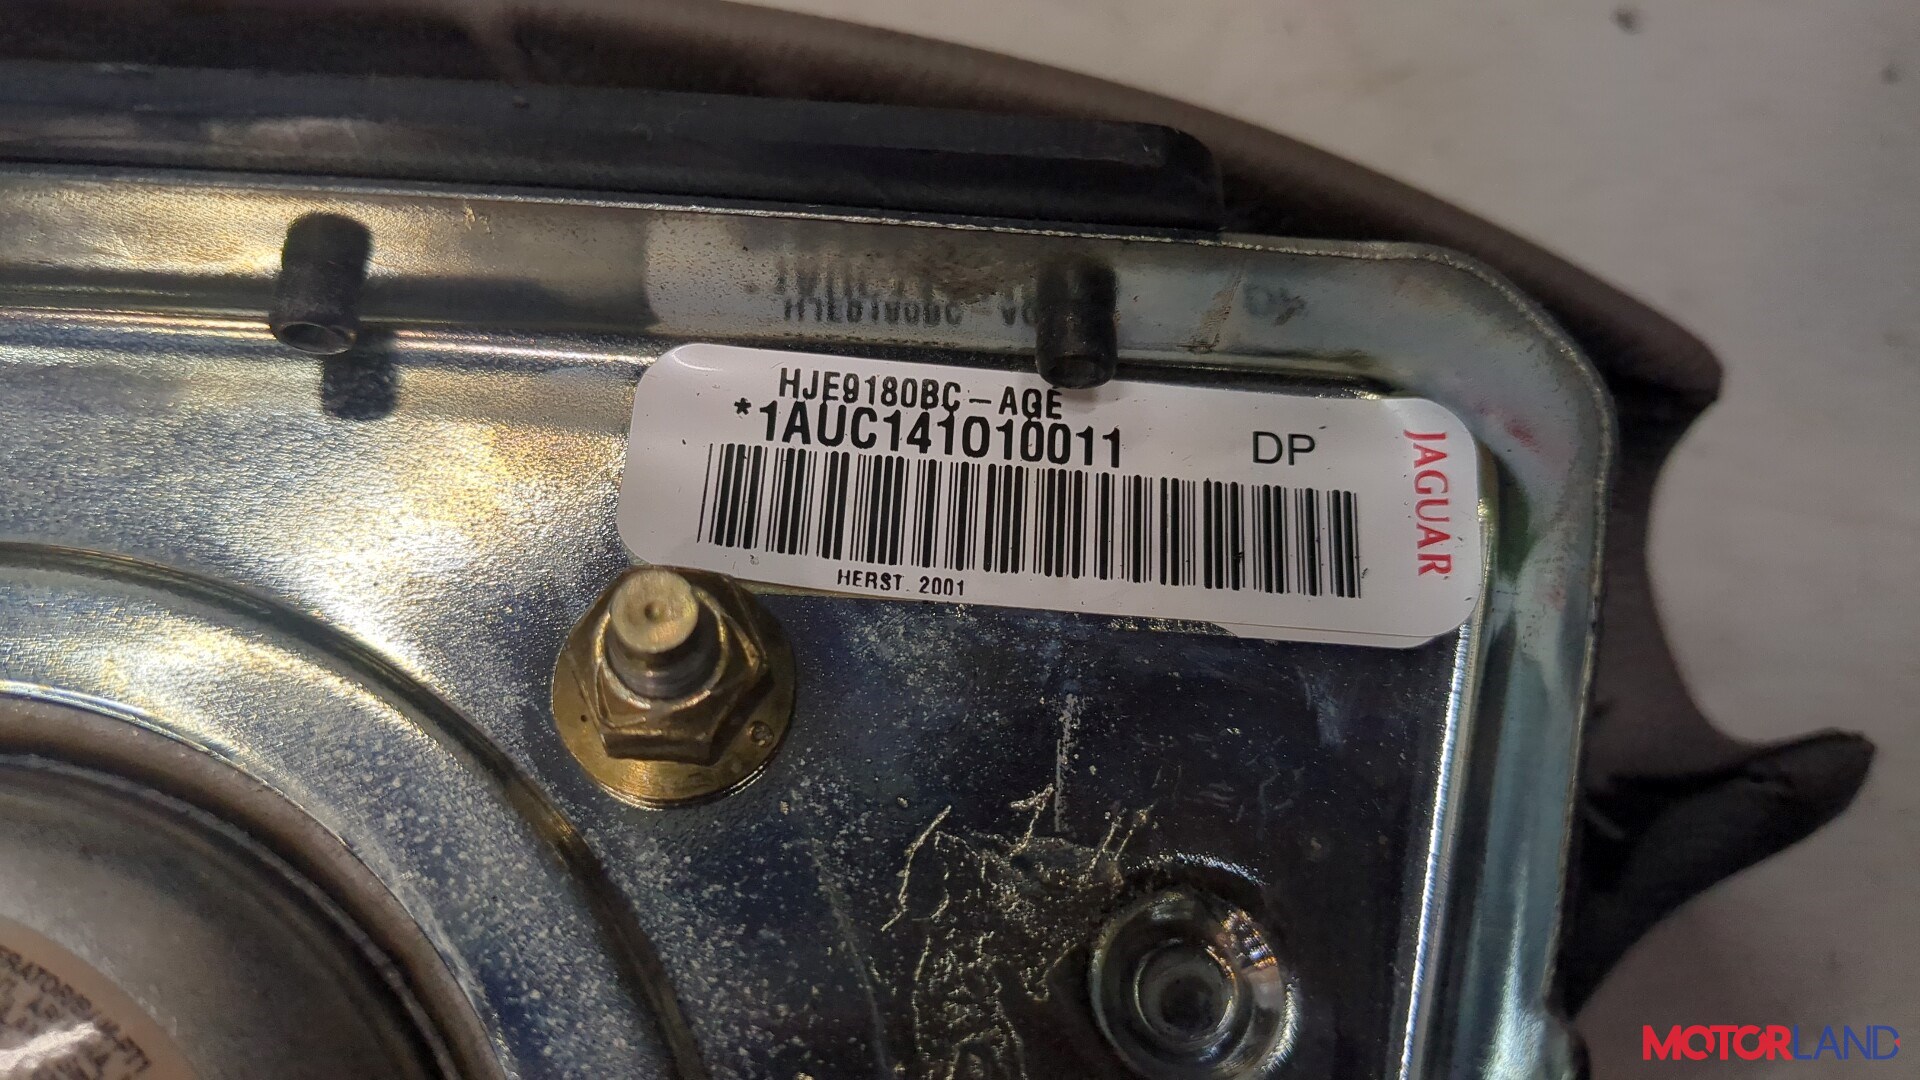 HJE9180BC-AGE
*1AUC141010011
DP
JAGUAR
HERST. 2001
MOTORLAND